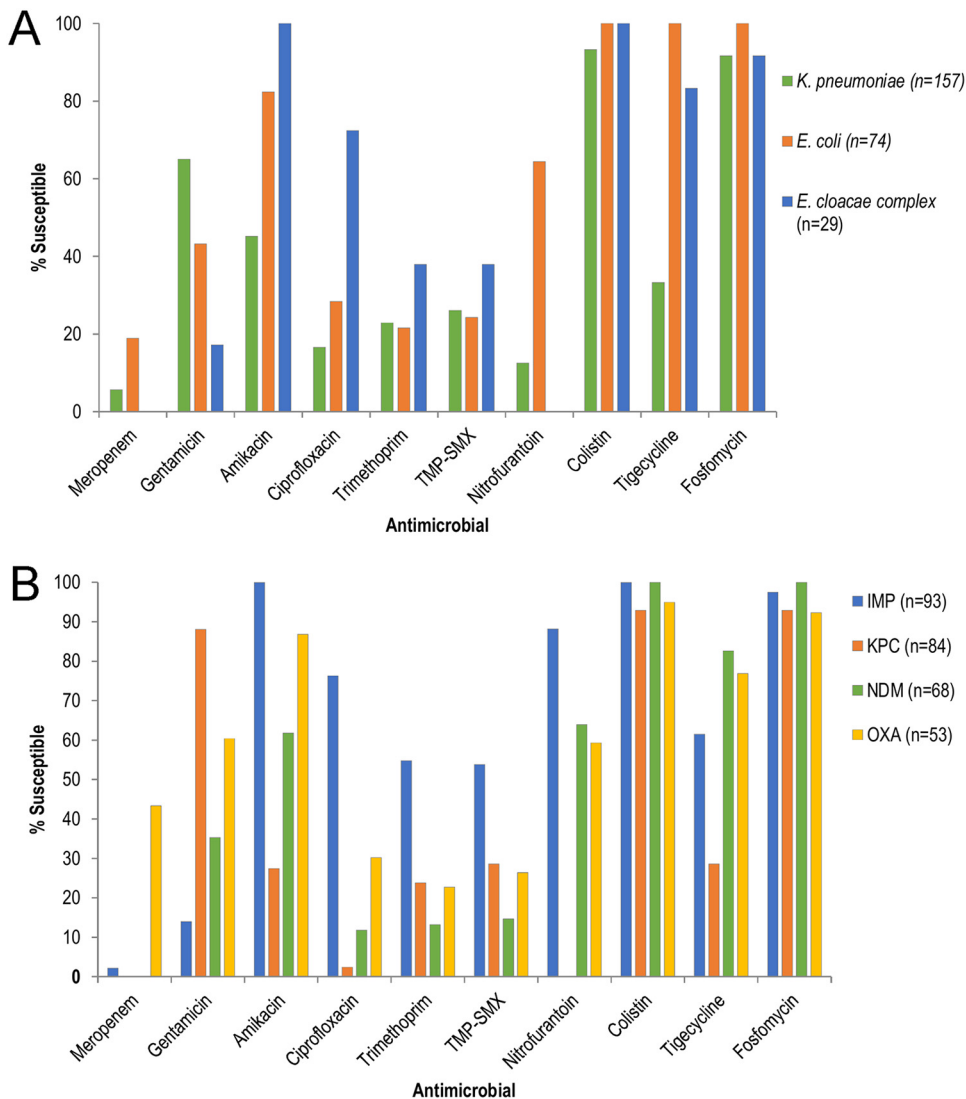 A
100
80
60
40
20
0
% Susceptible
Meropenem
Gentamicin
Amikacin
Ciprofloxacin
Trimethoprim
TMP-SMX
Nitrofurantoin
Colistin
Tigecycline
Fosfomycin
Antimicrobial
K. pneumoniae (n=157)
E. coli (n=74)
E. cloacae complex
(n=29)
B
100
90
80
70
60
50
40
30
20
10
0
% Susceptible
Meropenem
Gentamicin
Amikacin
Ciprofloxacin
Trimethoprim
TMP-SMX
Nitrofurantoin
Colistin
Tigecycline
Fosfomycin
Antimicrobial
IMP (n=93)
KPC (n=84)
NDM (n=68)
OXA (n=53)